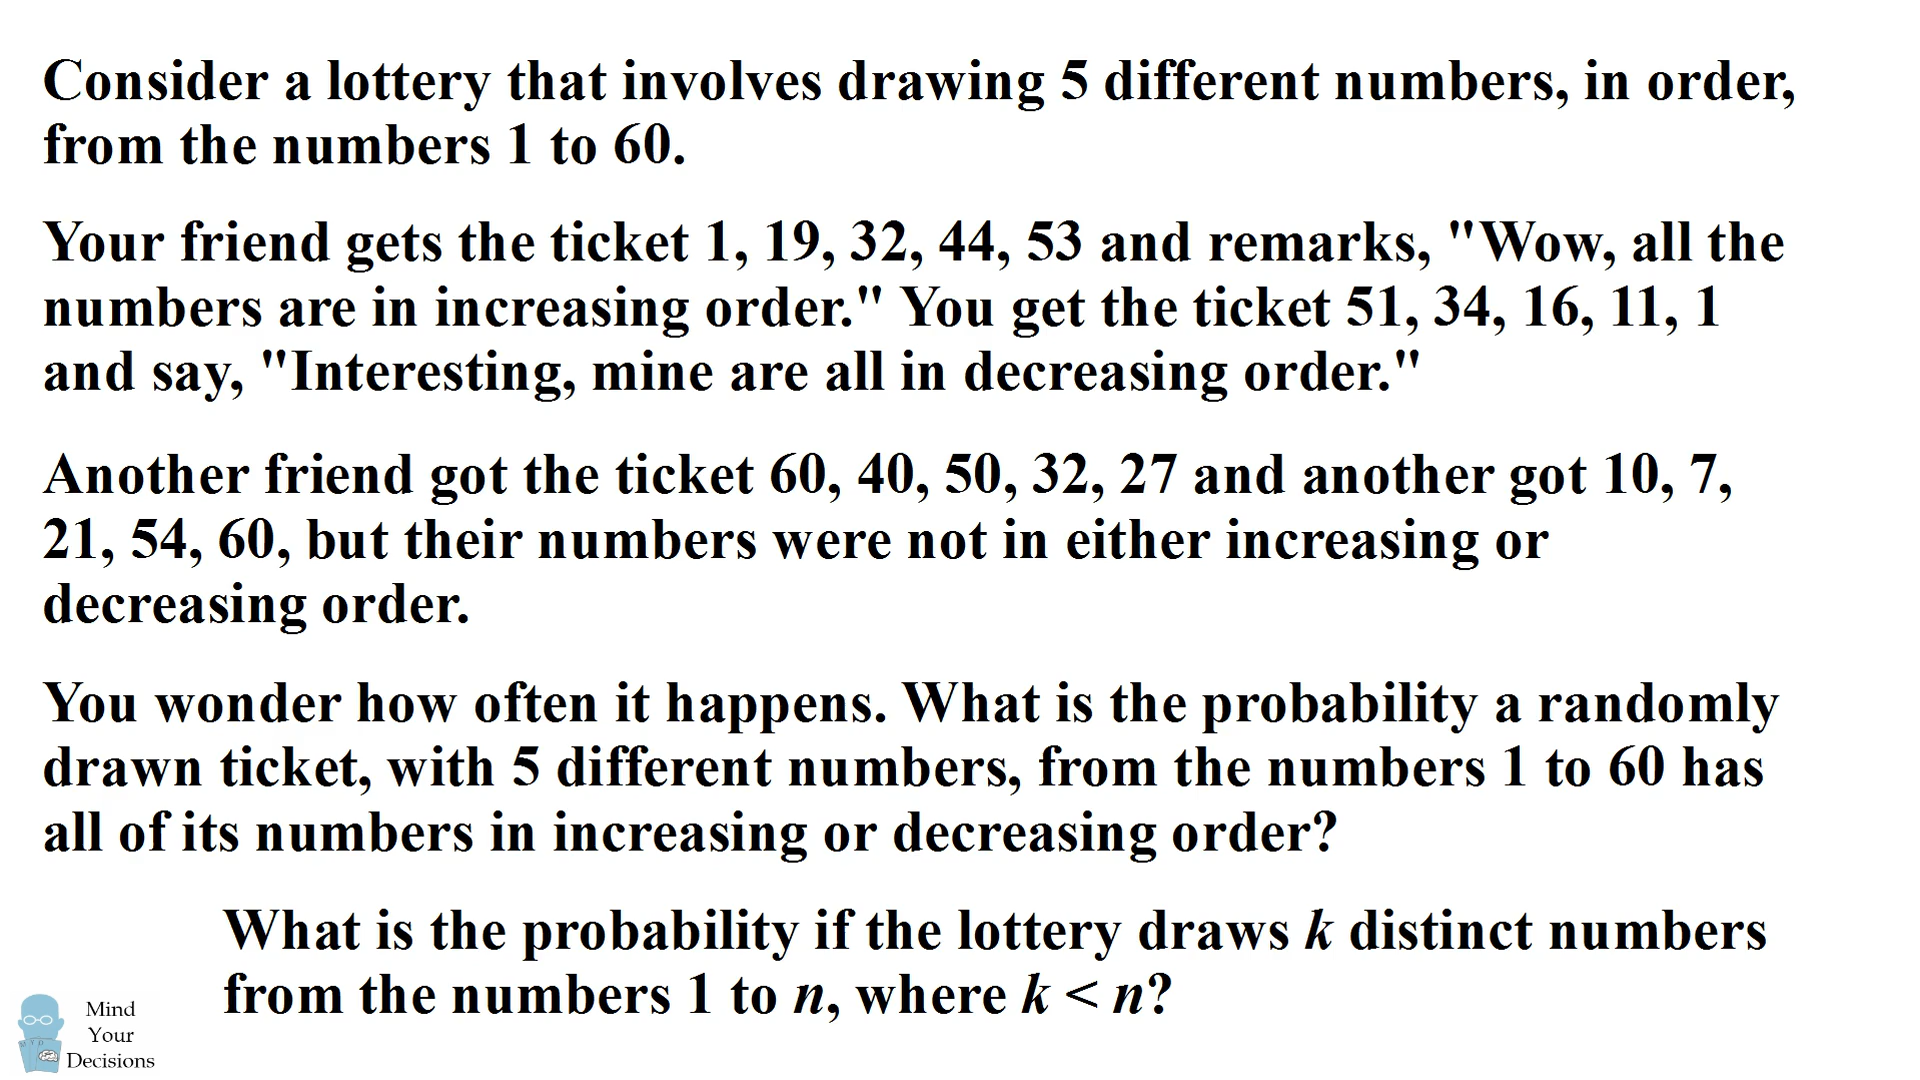 Consider a lottery that involves drawing 5 different numbers, in order,
from the numbers 1 to 60.
Your friend gets the ticket 1, 19, 32, 44, 53 and remarks, "Wow, all the
numbers are in increasing order." You get the ticket 51, 34, 16, 11, 1
and say, "Interesting, mine are all in decreasing order."
Another friend got the ticket 60, 40, 50, 32, 27 and another got 10, 7,
21, 54, 60, but their numbers were not in either increasing or
decreasing order.
You wonder how often it happens. What is the probability a randomly
drawn ticket, with 5 different numbers, from the numbers 1 to 60 has
all of its numbers in increasing or decreasing order?
What is the probability if the lottery draws k distinct numbers
from the numbers 1 to n, where k < n?
Mind
Your
Decisions